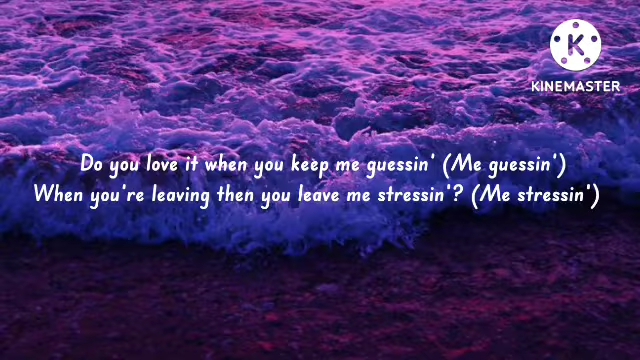 KINEMASTER
Do you love it when you keep me guessin' (Me guessin')
When you're leaving then you leave me stressin'? (Me stressin')